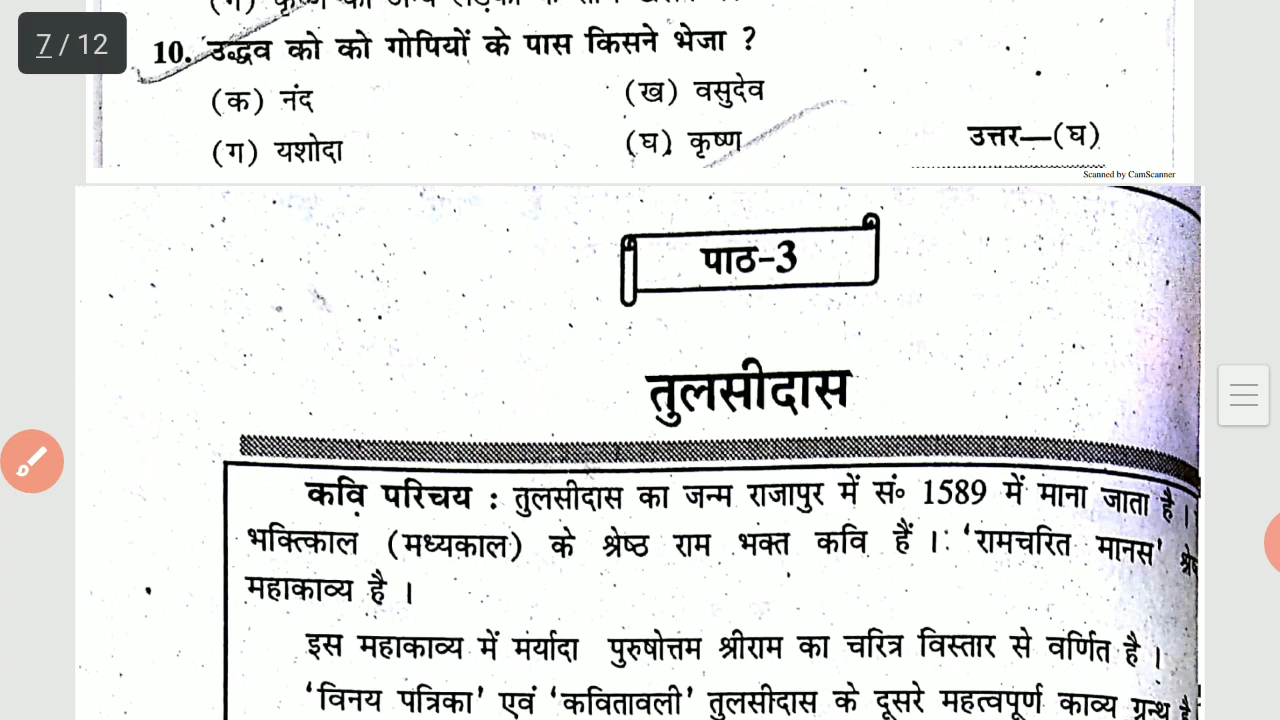 7 / 12
10. उद्धव को को गोपियों के पास किसने भेजा ?
(क) नंद
(ख) वसुदेव
(ग) यशोदा
(घ) कृष्ण
उत्तर—(घ)
Scanned by CamScanner
पाठ-3
तुलसीदास
कवि परिचय : तुलसीदास का जन्म राजापुर में सं० 1589 में माना जाता है ।
भक्तिकाल (मध्यकाल) के श्रेष्ठ राम भक्त कवि हैं । 'रामचरित मानस'
महाकाव्य है ।
इस महाकाव्य में मर्यादा पुरुषोत्तम श्रीराम का चरित्र विस्तार से वर्णित है ।
'विनय पत्रिका' एवं 'कवितावली' तुलसीदास के दूसरे महत्वपूर्ण काव्य ग्रन्थ हैं